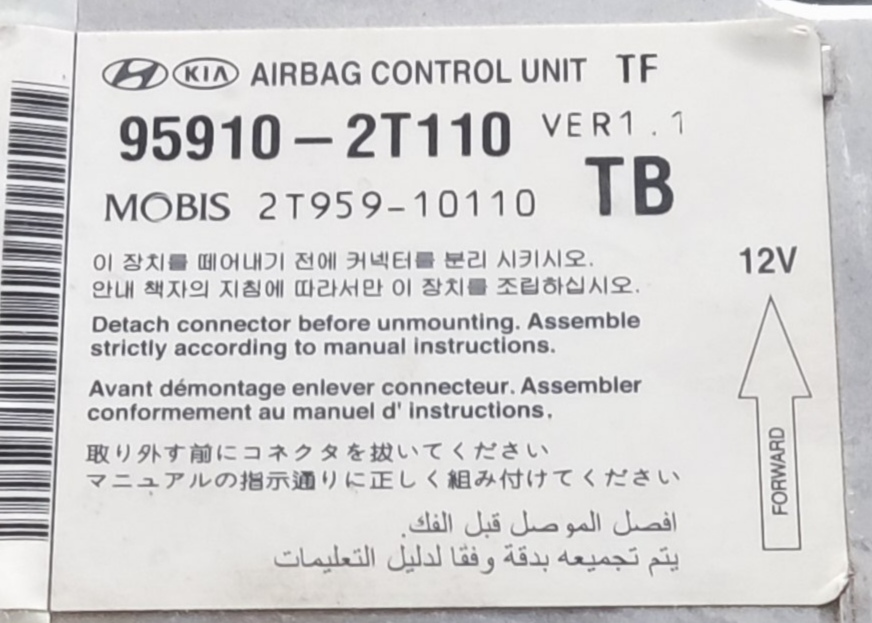 HYUNDAI KIA AIRBAG CONTROL UNIT TF
95910-2T110 VER1.1
MOBIS 2T959-10110 TB
이 장치를 떼어내기 전에 커넥터를 분리 시키시오.
안내 책자의 지침에 따라서만 이 장치를 조립하십시오.
12V
Detach connector before unmounting. Assemble
strictly according to manual instructions.
Avant démontage enlever connecteur. Assembler
conformement au manuel d' instructions.
取り外す前にコネクタを抜いてください
マニュアルの指示通りに正しく組み付けてください
افصل الموصل قبل الفك.
يتم تجميعه بدقة وفقا لدليل التعليمات
FORWARD